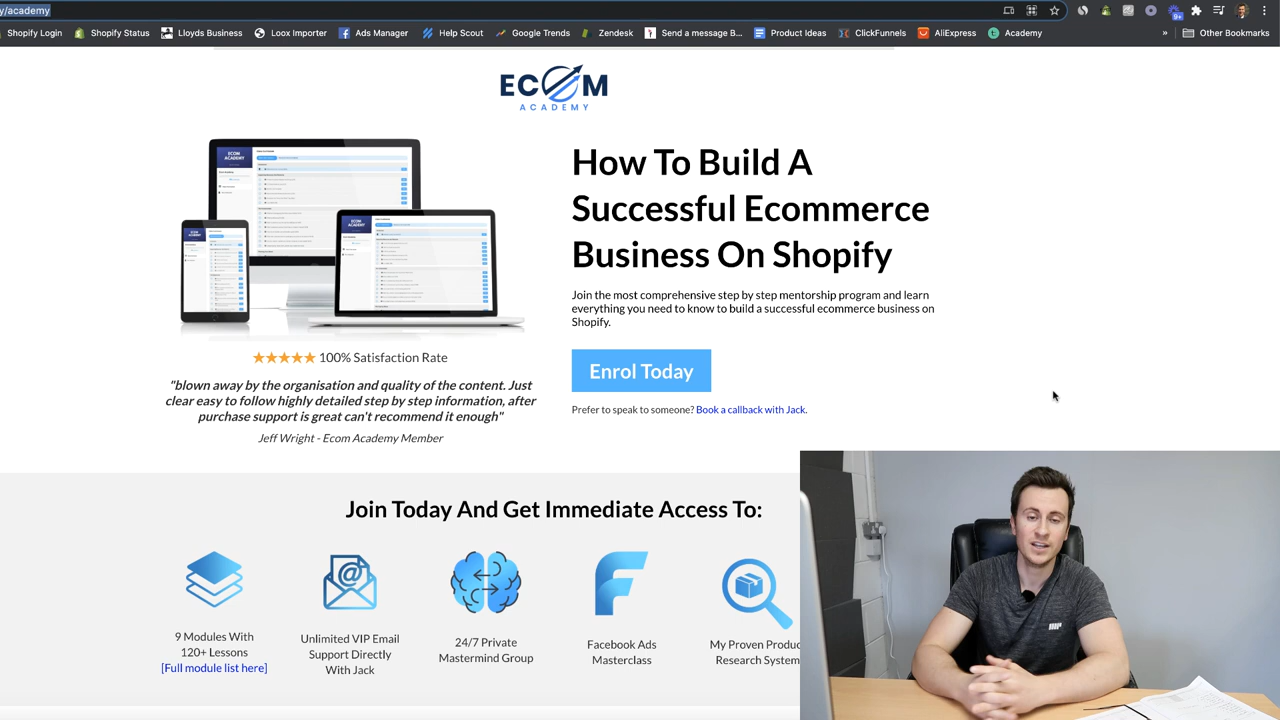 y/academy
Shopify Login Shopify Status Lloyds Business Loox Importer Ads Manager Help Scout Google Trends Zendesk Send a message B... Product Ideas ClickFunnels AliExpress Academy » Other Bookmarks
ECOM
ACADEMY
How To Build A
Successful Ecommerce
Business On Shopify
Join the most comprehensive step by step mentorship program and learn
everything you need to know to build a successful ecommerce business on
Shopify.
Enrol Today
Prefer to speak to someone? Book a callback with Jack.
ECOM
ACADEMY
ECOM
ACADEMY
100% Satisfaction Rate
"blown away by the organisation and quality of the content. Just
clear easy to follow highly detailed step by step information, after
purchase support is great can't recommend it enough"
Jeff Wright - Ecom Academy Member
Join Today And Get Immediate Access To:
9 Modules With
120+ Lessons
[Full module list here]
Unlimited VIP Email
Support Directly
With Jack
24/7 Private
Mastermind Group
Facebook Ads
Masterclass
My Proven Produc
Research System